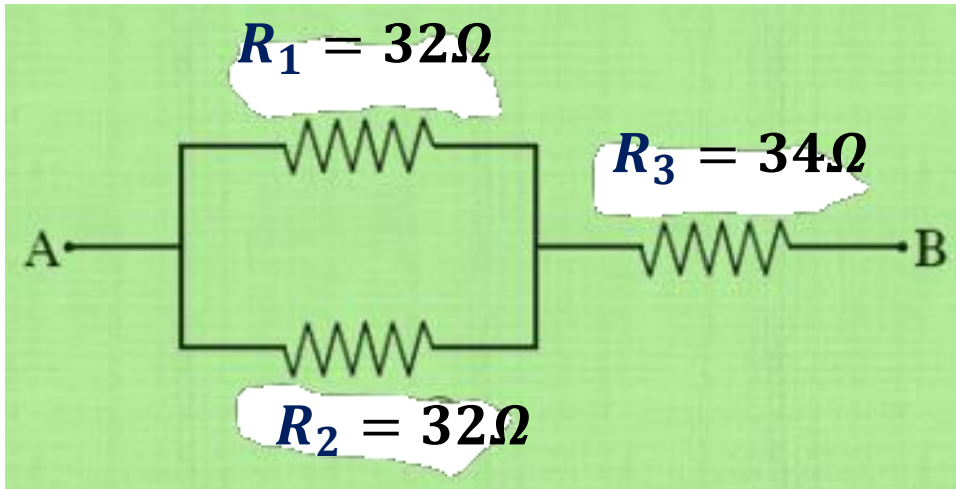 R₁ = 32Ω
R₃ = 34Ω
A
B
R₂ = 32Ω